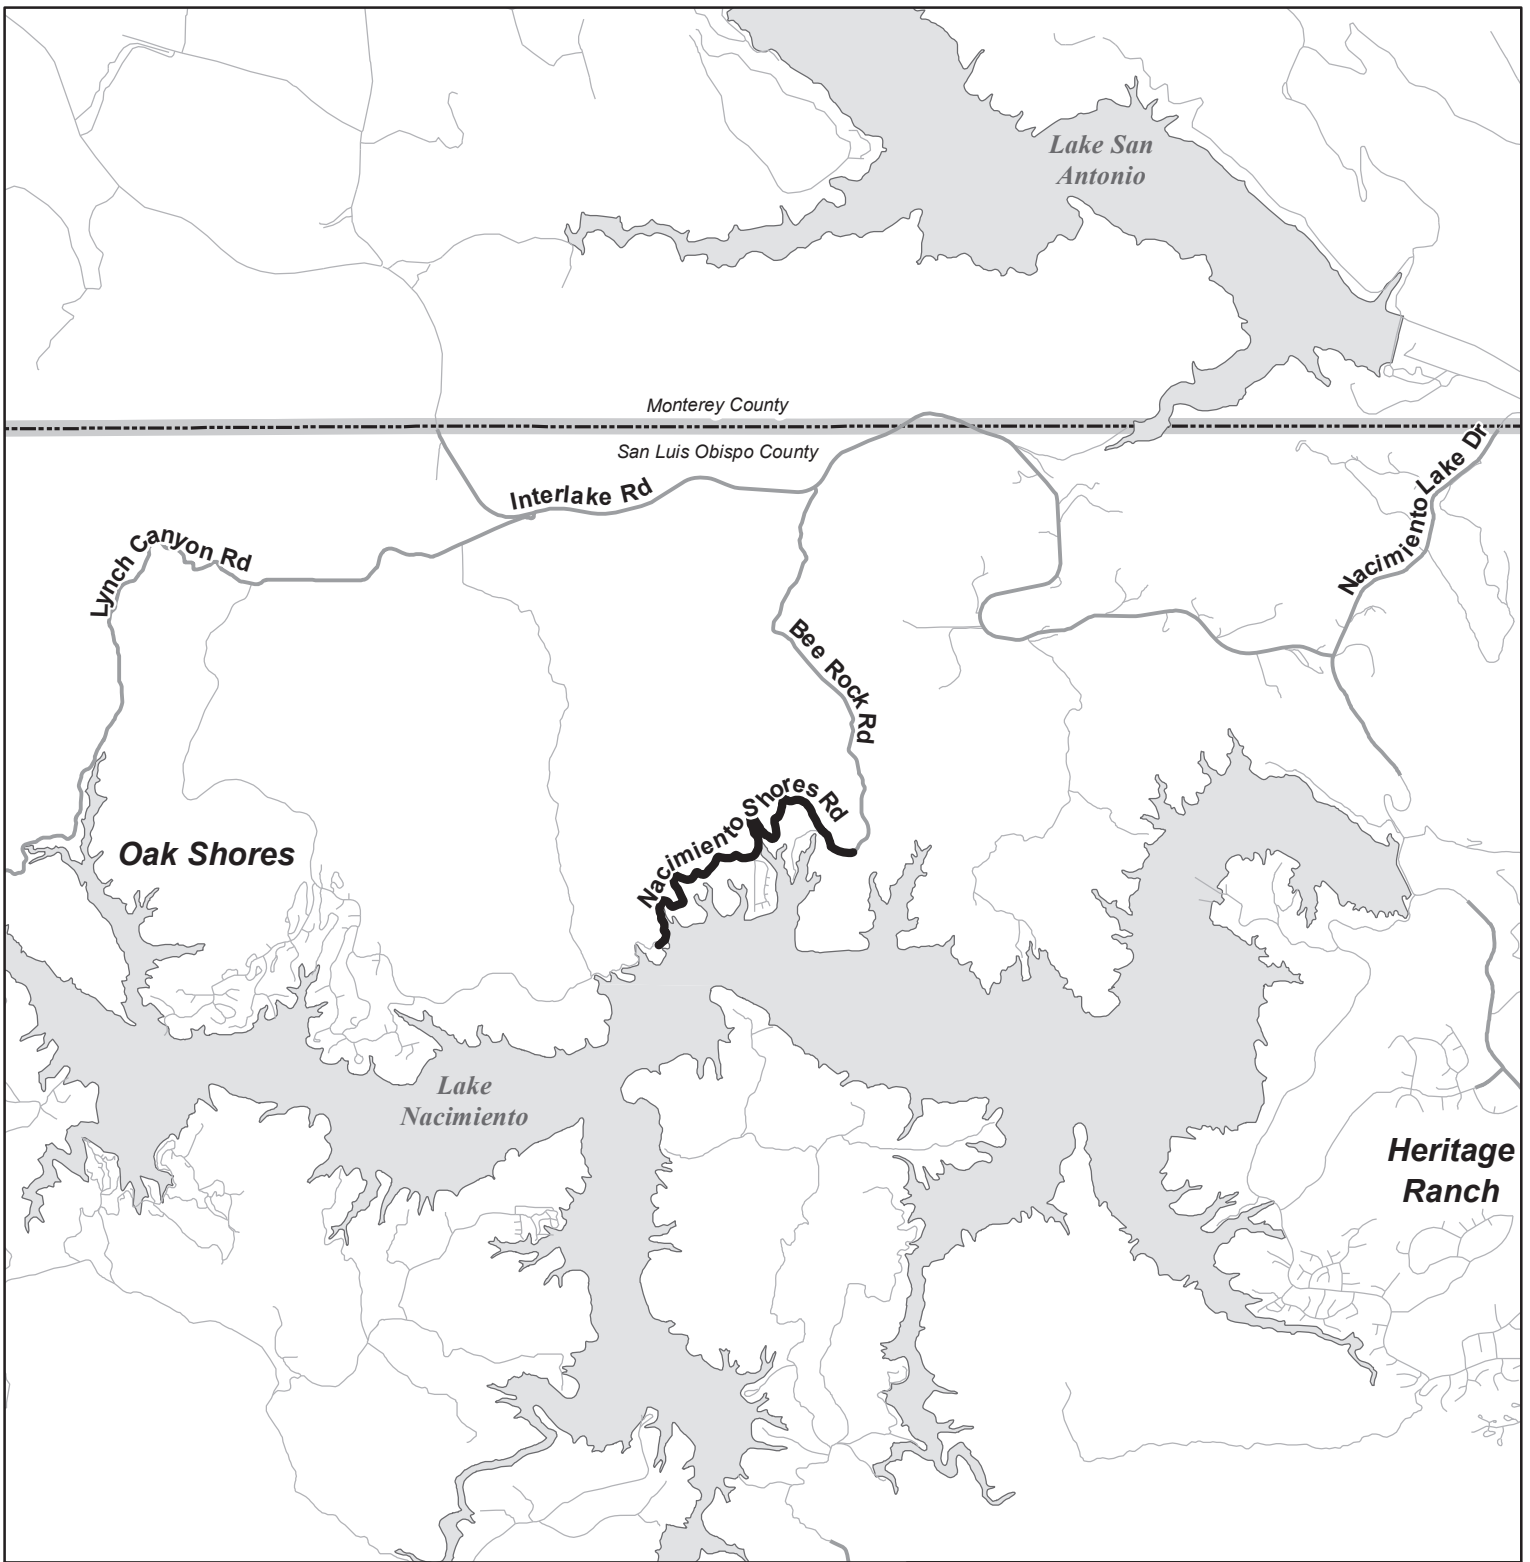 Lake San
Antonio
Monterey County
San Luis Obispo County
Nacimiento Lake Dr
Interlake Rd
Lynch Canyon Rd
Bee Rock Rd
Nacimiento Shores Rd
Oak Shores
Lake
Nacimiento
Heritage
Ranch